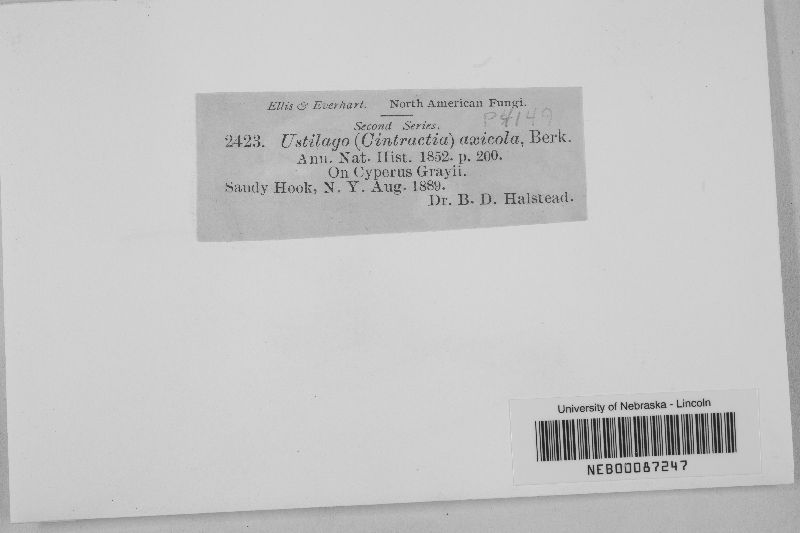 Ellis & Everhart. North American Fungi.
Second Series.
2423. Ustilago (Cintractia) axicola, Berk.
Ann. Nat. Hist. 1852. p. 200.
On Cyperus Grayii.
Sandy Hook, N. Y. Aug. 1889.
Dr. B. D. Halstead.
University of Nebraska - Lincoln
NEB00087247